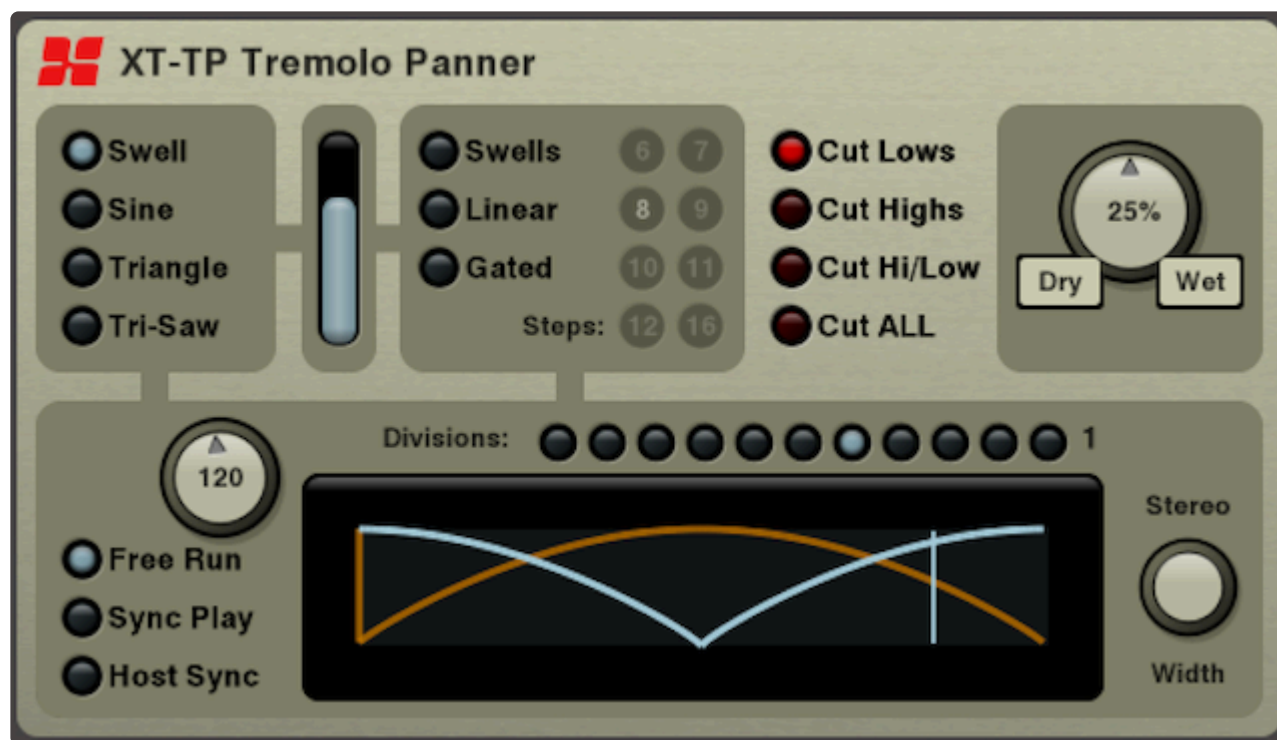 XT-TP Tremolo Panner
Swell
Sine
Triangle
Tri-Saw
Swells 6 7
Linear 8 9
Gated 10 11
Steps: 12 16
Cut Lows
Cut Highs
Cut Hi/Low
Cut ALL
25%
Dry Wet
120
Free Run
Sync Play
Host Sync
Divisions: 1
Stereo
Width